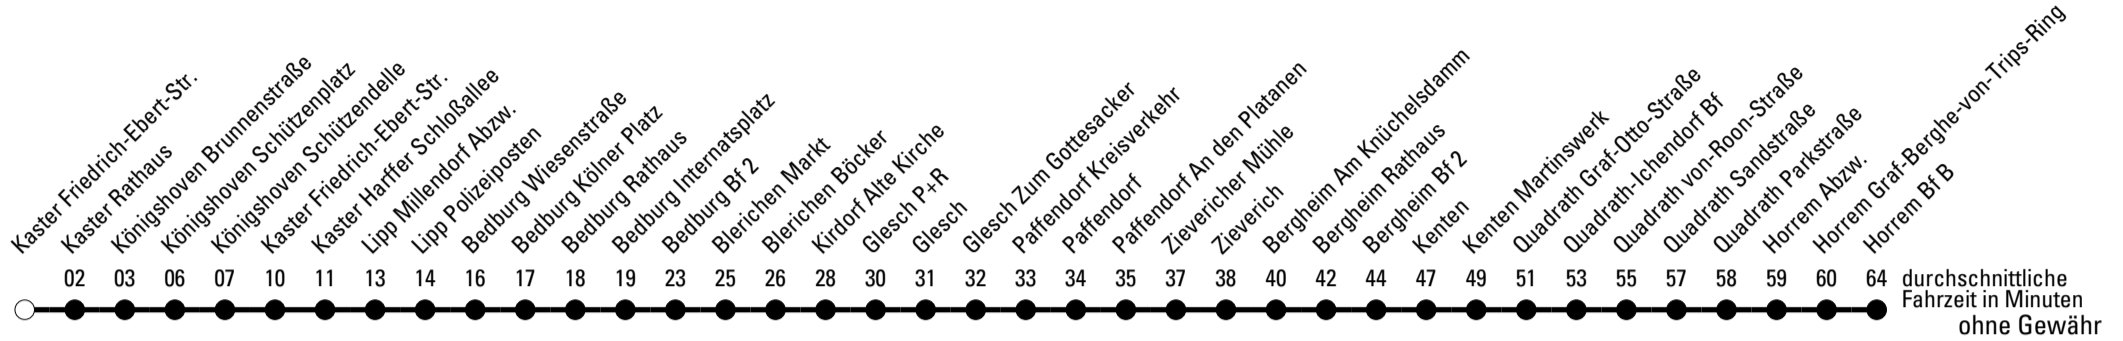 Kaster Friedrich-Ebert-Str.
Kaster Rathaus
Königshoven Brunnenstraße
Königshoven Schützenplatz
Königshoven Schützendelle
Kaster Friedrich-Ebert-Str.
Kaster Harffer Schloßallee
Lipp Millendorf Abzw.
Lipp Polizeiposten
Bedburg Wiesenstraße
Bedburg Kölner Platz
Bedburg Rathaus
Bedburg Internatsplatz
Bedburg Bf 2
Blerichen Markt
Blerichen Böcker
Kirdorf Alte Kirche
Glesch P+R
Glesch
Glesch Zum Gottesacker
Paffendorf Kreisverkehr
Paffendorf
Paffendorf An den Platanen
Zievericher Mühle
Zieverich
Bergheim Am Knüchelsdamm
Bergheim Rathaus
Bergheim Bf 2
Kenten
Kenten Martinswerk
Quadrath Graf-Otto-Straße
Quadrath-Ichendorf Bf
Quadrath von-Roon-Straße
Quadrath Sandstraße
Quadrath Parkstraße
Horrem Abzw.
Horrem Graf-Berghe-von-Trips-Ring
Horrem Bf B
02 03 06 07 10 11 13 14 16 17 18 19 23 25 26 28 30 31 32 33 34 35 37 38 40 42 44 47 49 51 53 55 57 58 59 60 64 durchschnittliche
Fahrzeit in Minuten
ohne Gewähr